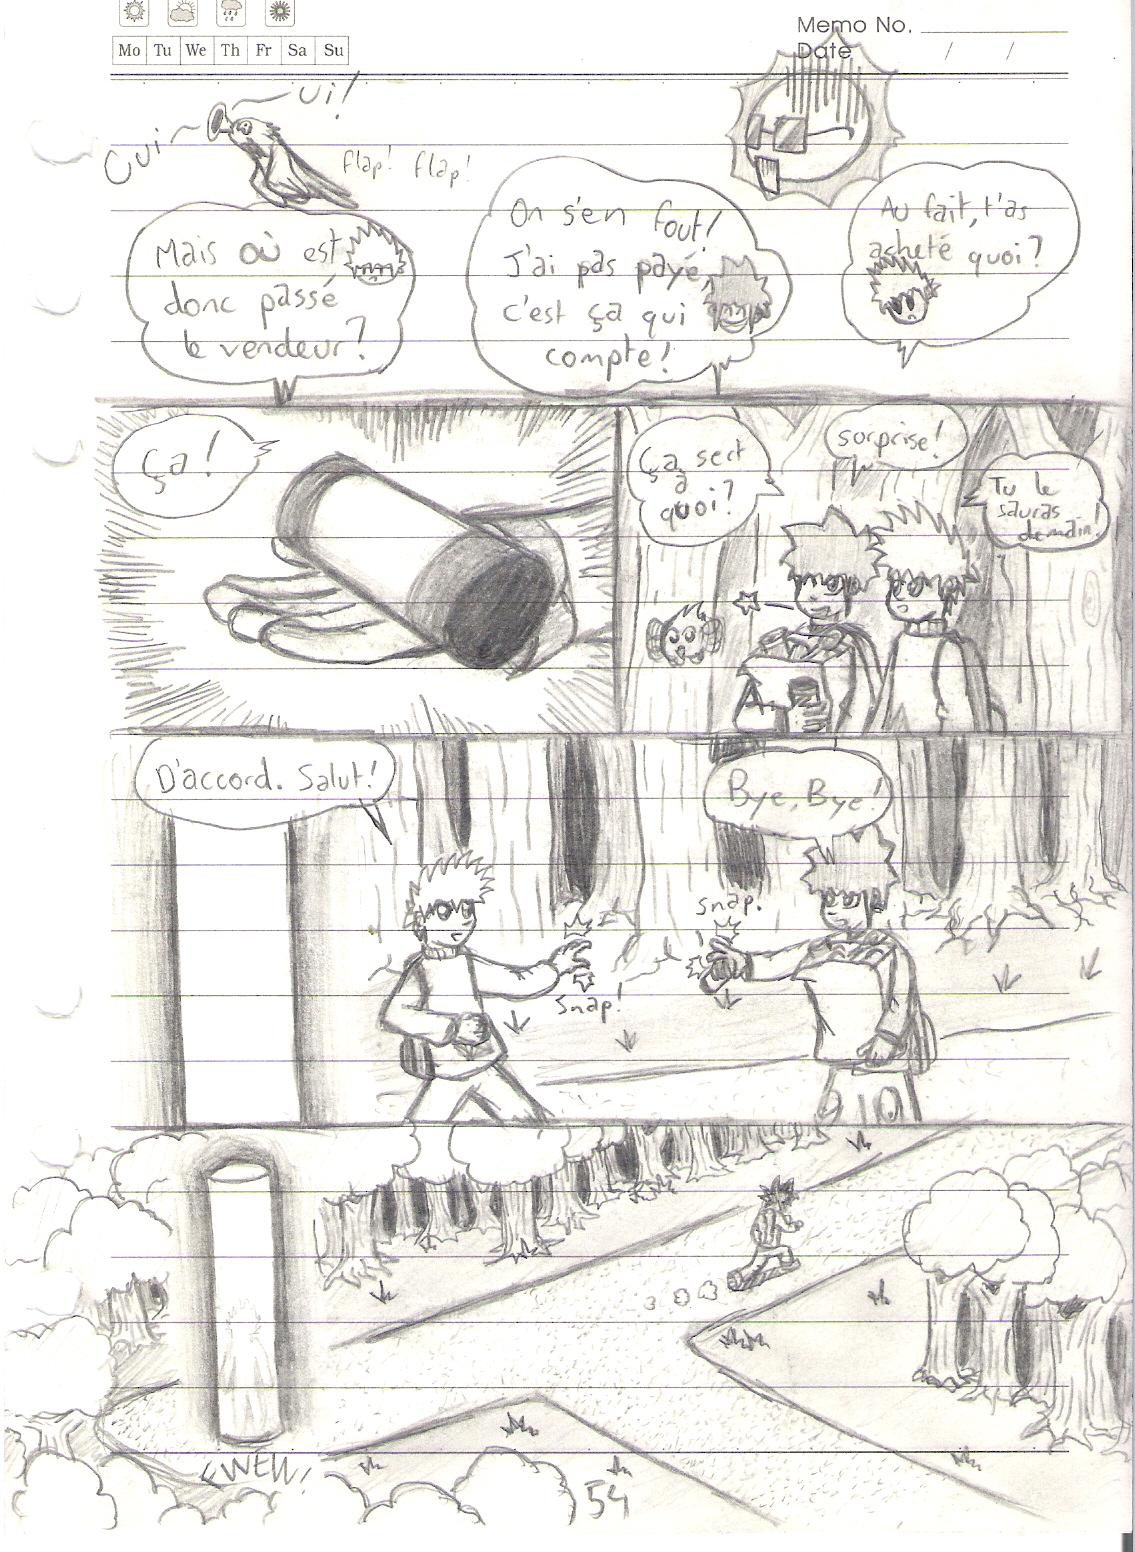 Memo No.
Mo Tu We Th Fr Sa Su
Date / /
Cui
ui!
flap! flap!
Mais où est
donc passé
le vendeur?
On s'en fout!
J'ai pas payé,
c'est ça qui
compte!
Au fait, t'as
acheté quoi?
Ça!
Ça sert
à
quoi?
surprise!
Tu le
sauras
demain!
D'accord. Salut!
Bye, Bye!
snap!
snap!
54